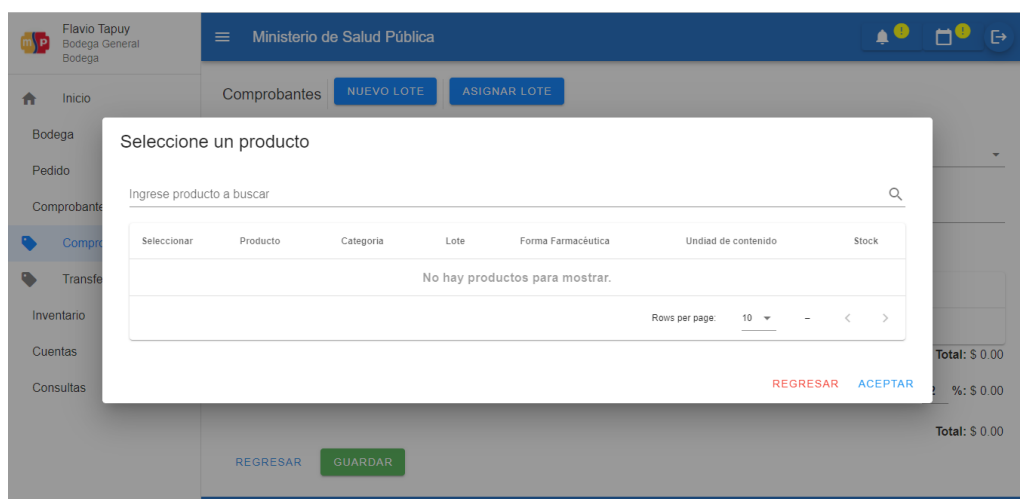 Flavio Tapuy
Bodega General
Bodega
Ministerio de Salud Pública
Inicio
Bodega
Pedido
Comprobante
Compro
Transfe
Inventario
Cuentas
Consultas
Comprobantes NUEVO LOTE ASIGNAR LOTE
Seleccione un producto
Ingrese producto a buscar
Seleccionar Producto Categoria Lote Forma Farmacéutica Undiad de contenido Stock
No hay productos para mostrar.
Rows per page: 10 –
REGRESAR ACEPTAR
Total: $ 0.00
2 %: $ 0.00
Total: $ 0.00
REGRESAR GUARDAR